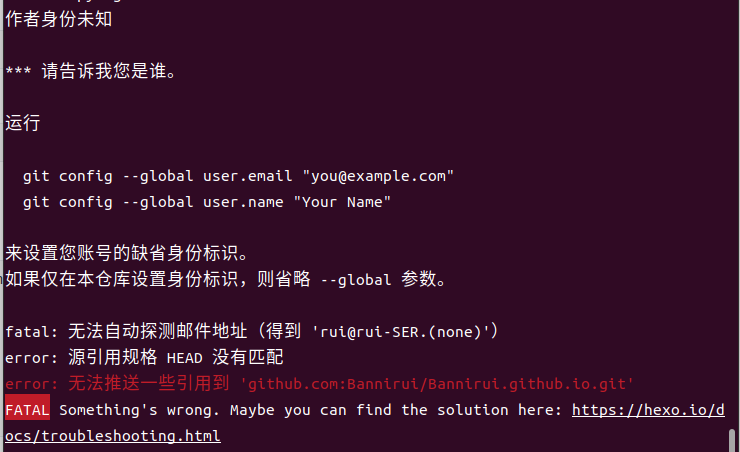 作者身份未知
*** 请告诉我您是谁。
运行
git config --global user.email "you@example.com"
git config --global user.name "Your Name"
来设置您账号的缺省身份标识。
如果仅在本仓库设置身份标识，则省略 --global 参数。
fatal: 无法自动探测邮件地址（得到 'rui@rui-SER.(none)'）
error: 源引用规格 HEAD 没有匹配
error: 无法推送一些引用到 'github.com:Bannirui/Bannirui.github.io.git'
FATAL Something's wrong. Maybe you can find the solution here: https://hexo.io/d
ocs/troubleshooting.html